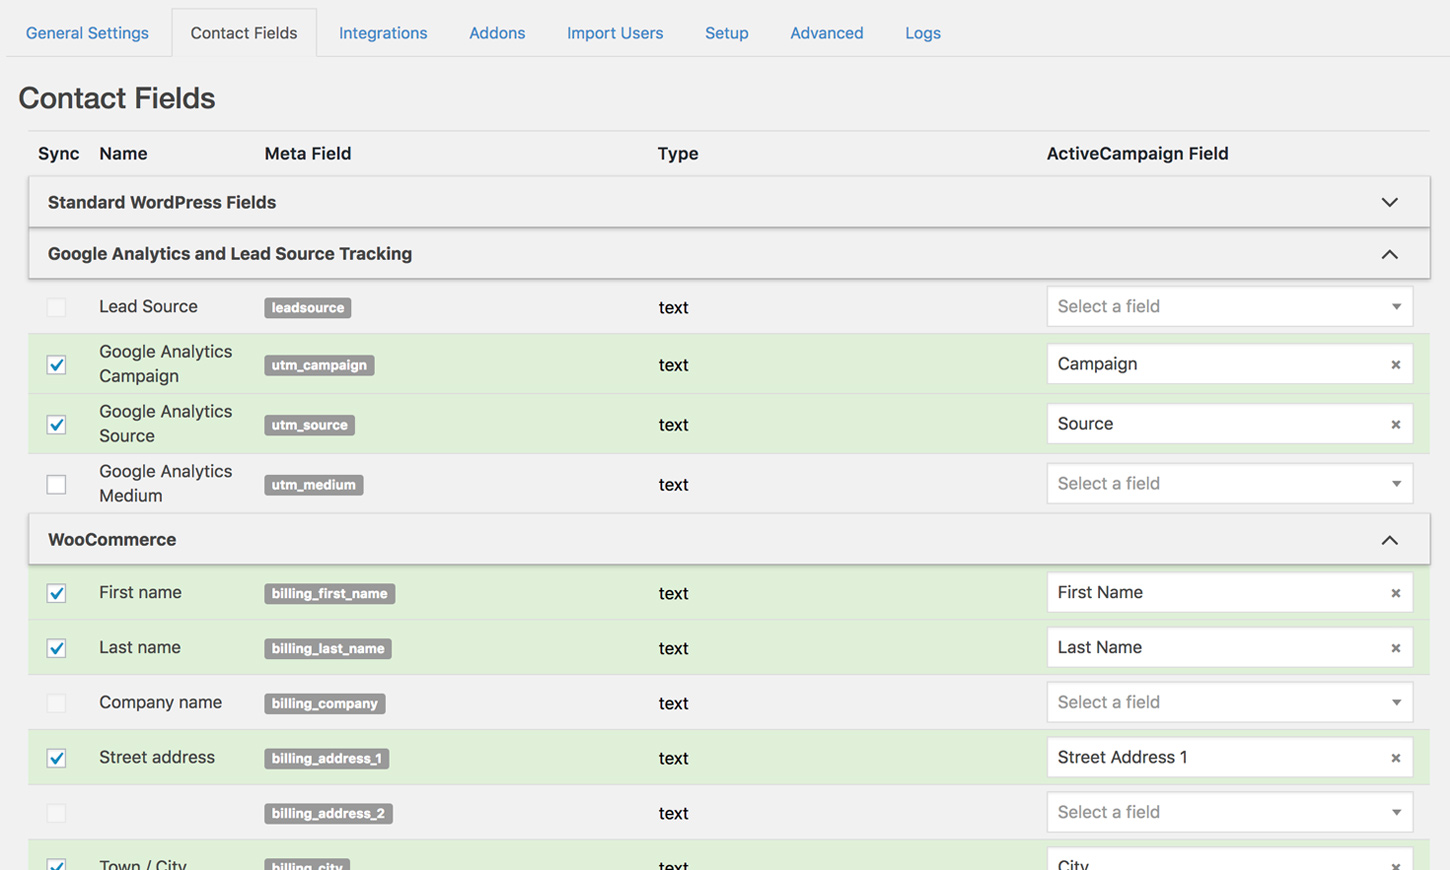 General Settings Contact Fields Integrations Addons Import Users Setup Advanced Logs
Contact Fields
Sync Name Meta Field Type ActiveCampaign Field
Standard WordPress Fields
Google Analytics and Lead Source Tracking
Lead Source leadsource text Select a field
Google Analytics
Campaign utm_campaign text Campaign ×
Google Analytics
Source utm_source text Source ×
Google Analytics
Medium utm_medium text Select a field
WooCommerce
First name billing_first_name text First Name ×
Last name billing_last_name text Last Name ×
Company name billing_company text Select a field
Street address billing_address_1 text Street Address 1 ×
billing_address_2 text Select a field
Town / City billing_city text City ×